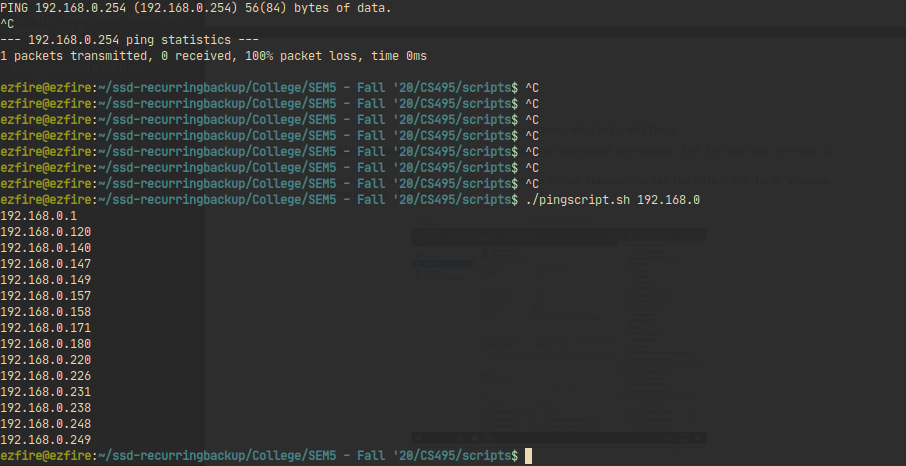 PING 192.168.0.254 (192.168.0.254) 56(84) bytes of data.
^C
--- 192.168.0.254 ping statistics ---
1 packets transmitted, 0 received, 100% packet loss, time 0ms
ezfire@ezfire:~/ssd-recurringbackup/College/SEM5 - Fall '20/CS495/scripts$ ^C
ezfire@ezfire:~/ssd-recurringbackup/College/SEM5 - Fall '20/CS495/scripts$ ^C
ezfire@ezfire:~/ssd-recurringbackup/College/SEM5 - Fall '20/CS495/scripts$ ^C
ezfire@ezfire:~/ssd-recurringbackup/College/SEM5 - Fall '20/CS495/scripts$ ^C
ezfire@ezfire:~/ssd-recurringbackup/College/SEM5 - Fall '20/CS495/scripts$ ^C
ezfire@ezfire:~/ssd-recurringbackup/College/SEM5 - Fall '20/CS495/scripts$ ^C
ezfire@ezfire:~/ssd-recurringbackup/College/SEM5 - Fall '20/CS495/scripts$ ^C
ezfire@ezfire:~/ssd-recurringbackup/College/SEM5 - Fall '20/CS495/scripts$ ./pingscript.sh 192.168.0
192.168.0.1
192.168.0.120
192.168.0.140
192.168.0.147
192.168.0.149
192.168.0.157
192.168.0.158
192.168.0.171
192.168.0.180
192.168.0.220
192.168.0.226
192.168.0.231
192.168.0.238
192.168.0.248
192.168.0.249
ezfire@ezfire:~/ssd-recurringbackup/College/SEM5 - Fall '20/CS495/scripts$